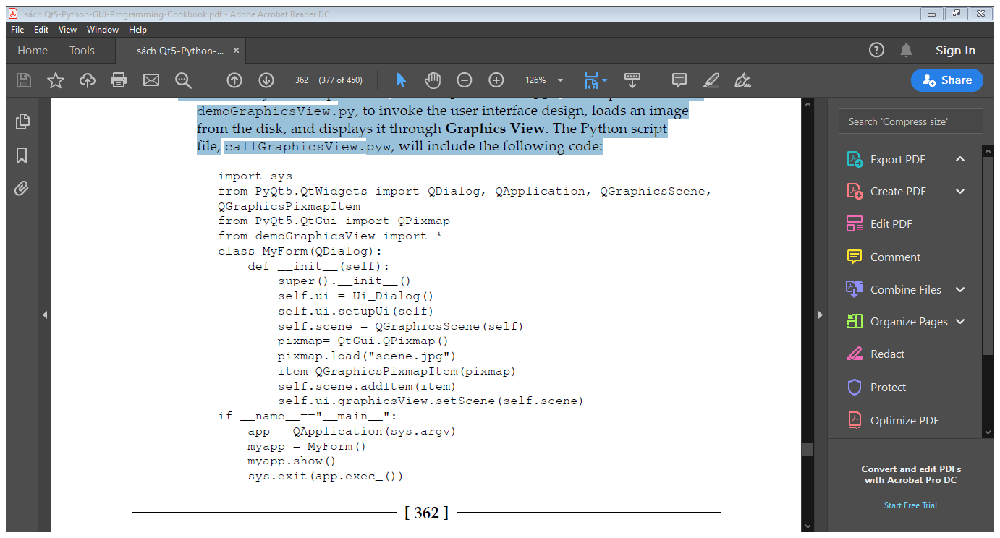 sách Qt5-Python-GUI-Programming-Cookbook.pdf - Adobe Acrobat Reader DC
File Edit View Window Help
Home Tools sách Qt5-Python-... × Sign In
362 (377 of 450) 126% Share
demoGraphicsView.py, to invoke the user interface design, loads an image
from the disk, and displays it through Graphics View. The Python script
file, callGraphicsView.pyw, will include the following code:
import sys
from PyQt5.QtWidgets import QDialog, QApplication, QGraphicsScene,
QGraphicsPixmapItem
from PyQt5.QtGui import QPixmap
from demoGraphicsView import *
class MyForm(QDialog):
def __init__(self):
super().__init__()
self.ui = Ui_Dialog()
self.ui.setupUi(self)
self.scene = QGraphicsScene(self)
pixmap= QtGui.QPixmap()
pixmap.load("scene.jpg")
item=QGraphicsPixmapItem(pixmap)
self.scene.addItem(item)
self.ui.graphicsView.setScene(self.scene)
if __name__=="__main__":
app = QApplication(sys.argv)
myapp = MyForm()
myapp.show()
sys.exit(app.exec_())
[ 362 ]
Search 'Compress size'
Export PDF
Create PDF
Edit PDF
Comment
Combine Files
Organize Pages
Redact
Protect
Optimize PDF
Convert and edit PDFs
with Acrobat Pro DC
Start Free Trial